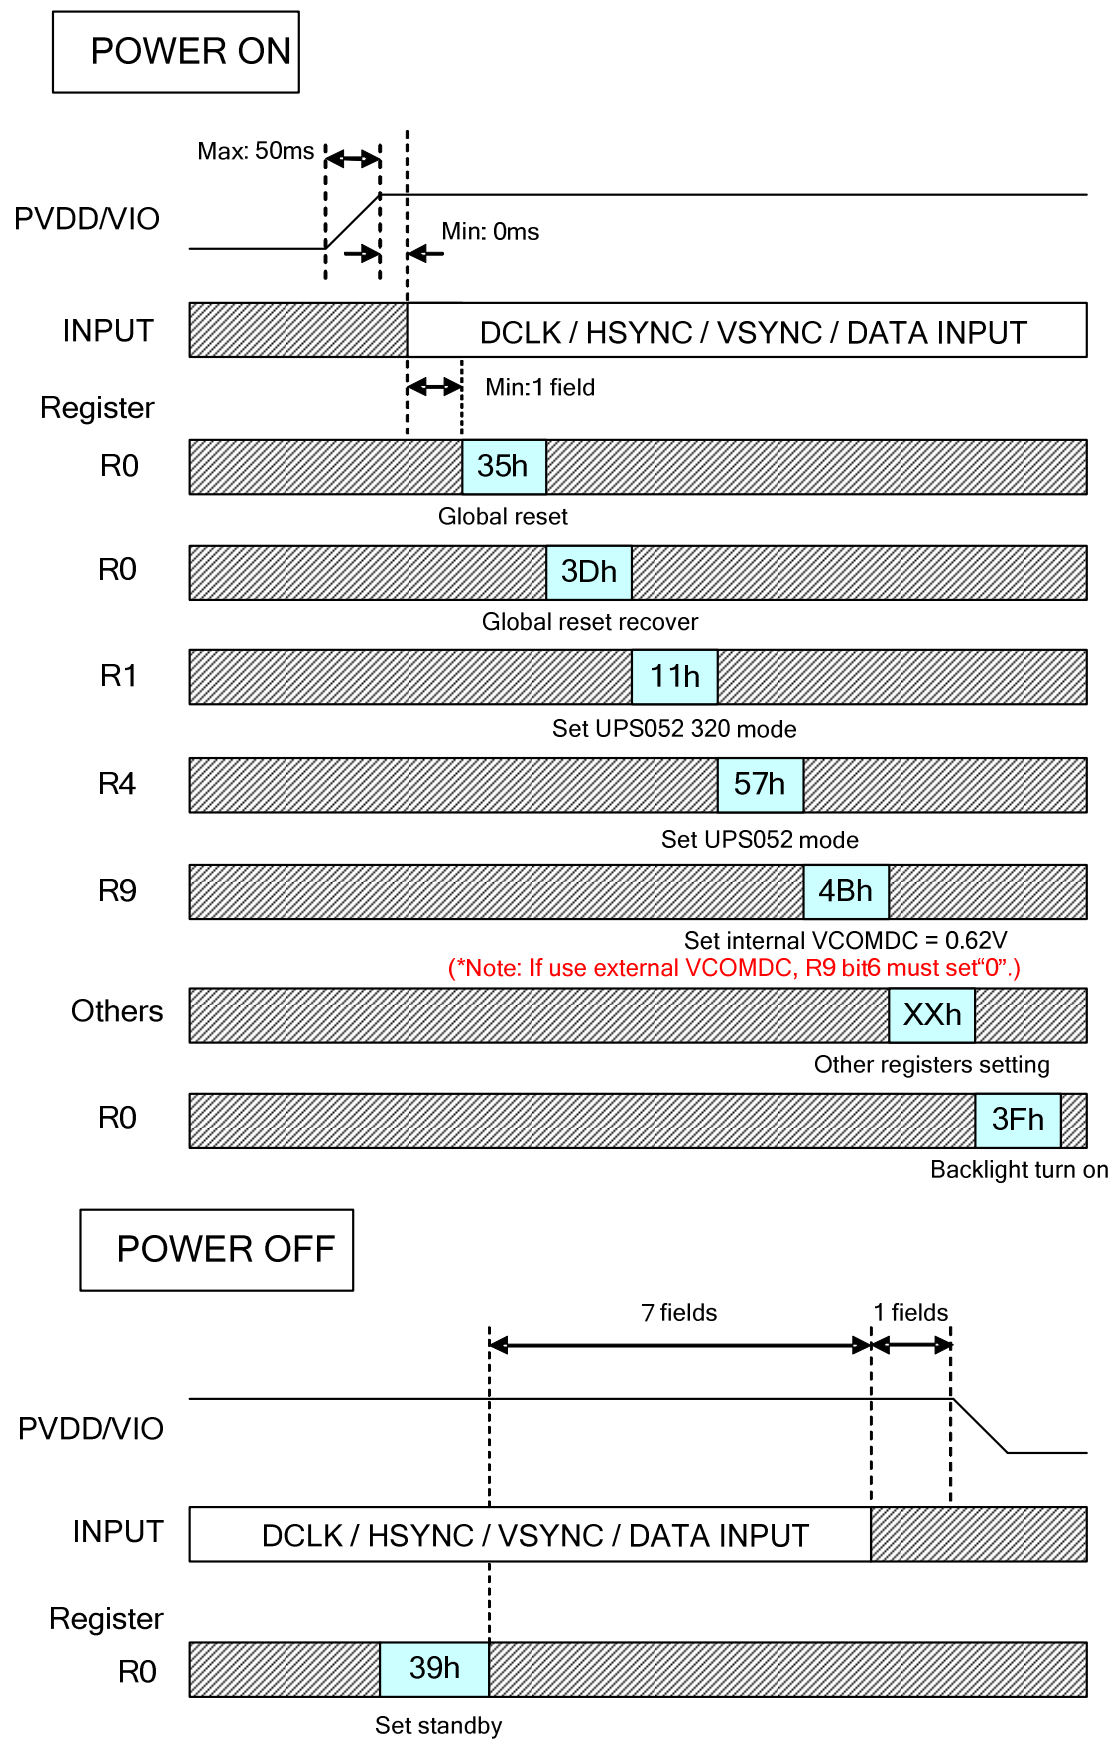 POWER ON
Max: 50ms
PVDD/VIO
Min: 0ms
INPUT
DCLK / HSYNC / VSYNC / DATA INPUT
Min:1 field
Register
R0
35h
Global reset
R0
3Dh
Global reset recover
R1
11h
Set UPS052 320 mode
R4
57h
Set UPS052 mode
R9
4Bh
Set internal VCOMDC = 0.62V
(*Note: If use external VCOMDC, R9 bit6 must set“0”.)
Others
XXh
Other registers setting
R0
3Fh
Backlight turn on
POWER OFF
7 fields
1 fields
PVDD/VIO
INPUT
DCLK / HSYNC / VSYNC / DATA INPUT
Register
R0
39h
Set standby